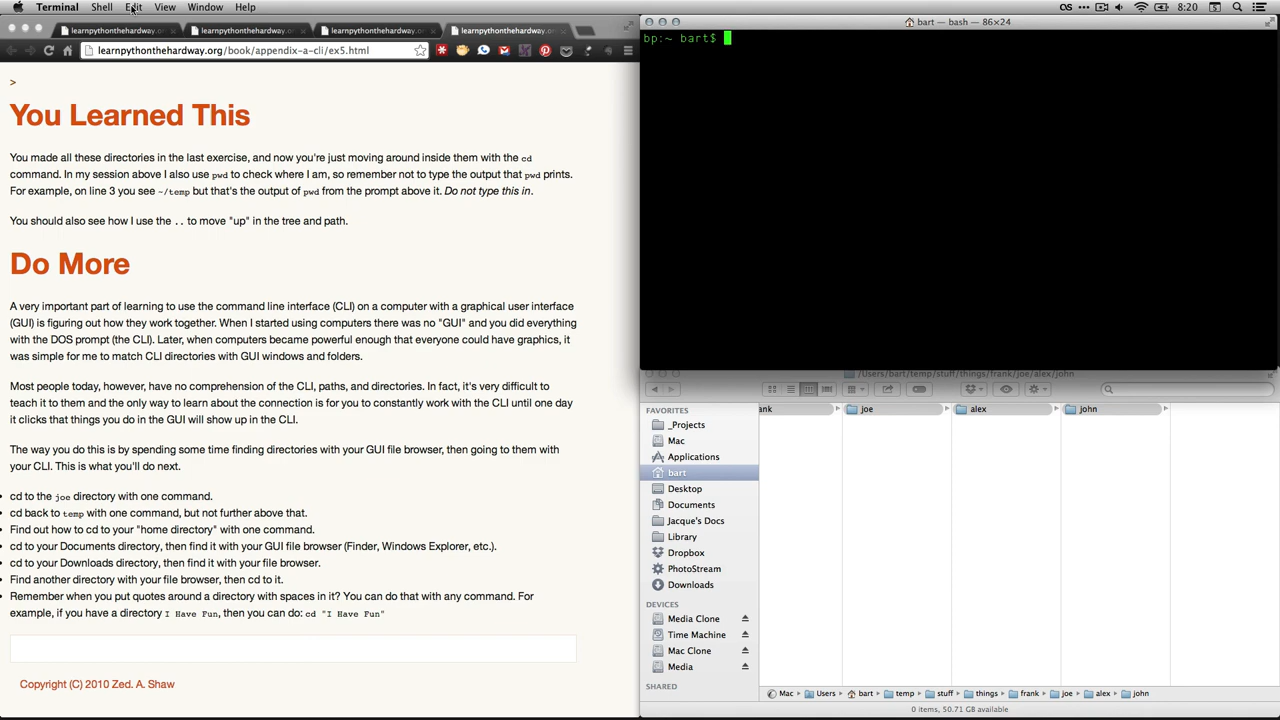 Terminal Shell Edit View Window Help
8:20
learnpythonthehardway.or learnpythonthehardway.or learnpythonthehardway.or learnpythonthehardway.or
learnpythonthehardway.org/book/appendix-a-cli/ex5.html
>
You Learned This
You made all these directories in the last exercise, and now you're just moving around inside them with the cd
command. In my session above I also use pwd to check where I am, so remember not to type the output that pwd prints.
For example, on line 3 you see ~/temp but that's the output of pwd from the prompt above it. Do not type this in.
You should also see how I use the .. to move "up" in the tree and path.
Do More
A very important part of learning to use the command line interface (CLI) on a computer with a graphical user interface
(GUI) is figuring out how they work together. When I started using computers there was no "GUI" and you did everything
with the DOS prompt (the CLI). Later, when computers became powerful enough that everyone could have graphics, it
was simple for me to match CLI directories with GUI windows and folders.
Most people today, however, have no comprehension of the CLI, paths, and directories. In fact, it's very difficult to
teach it to them and the only way to learn about the connection is for you to constantly work with the CLI until one day
it clicks that things you do in the GUI will show up in the CLI.
The way you do this is by spending some time finding directories with your GUI file browser, then going to them with
your CLI. This is what you'll do next.
cd to the joe directory with one command.
cd back to temp with one command, but not further above that.
Find out how to cd to your "home directory" with one command.
cd to your Documents directory, then find it with your GUI file browser (Finder, Windows Explorer, etc.).
cd to your Downloads directory, then find it with your file browser.
Find another directory with your file browser, then cd to it.
Remember when you put quotes around a directory with spaces in it? You can do that with any command. For
example, if you have a directory I Have Fun, then you can do: cd "I Have Fun"
Copyright (C) 2010 Zed. A. Shaw
bart — bash — 86×24
bp:~ bart$
/Users/bart/temp/stuff/things/frank/joe/alex/john
FAVORITES
_Projects
Mac
Applications
bart
Desktop
Documents
Jacque's Docs
Library
Dropbox
PhotoStream
Downloads
DEVICES
Media Clone
Time Machine
Mac Clone
Media
SHARED
ank joe alex john
Mac Users bart temp stuff things frank joe alex john
0 items, 50.71 GB available